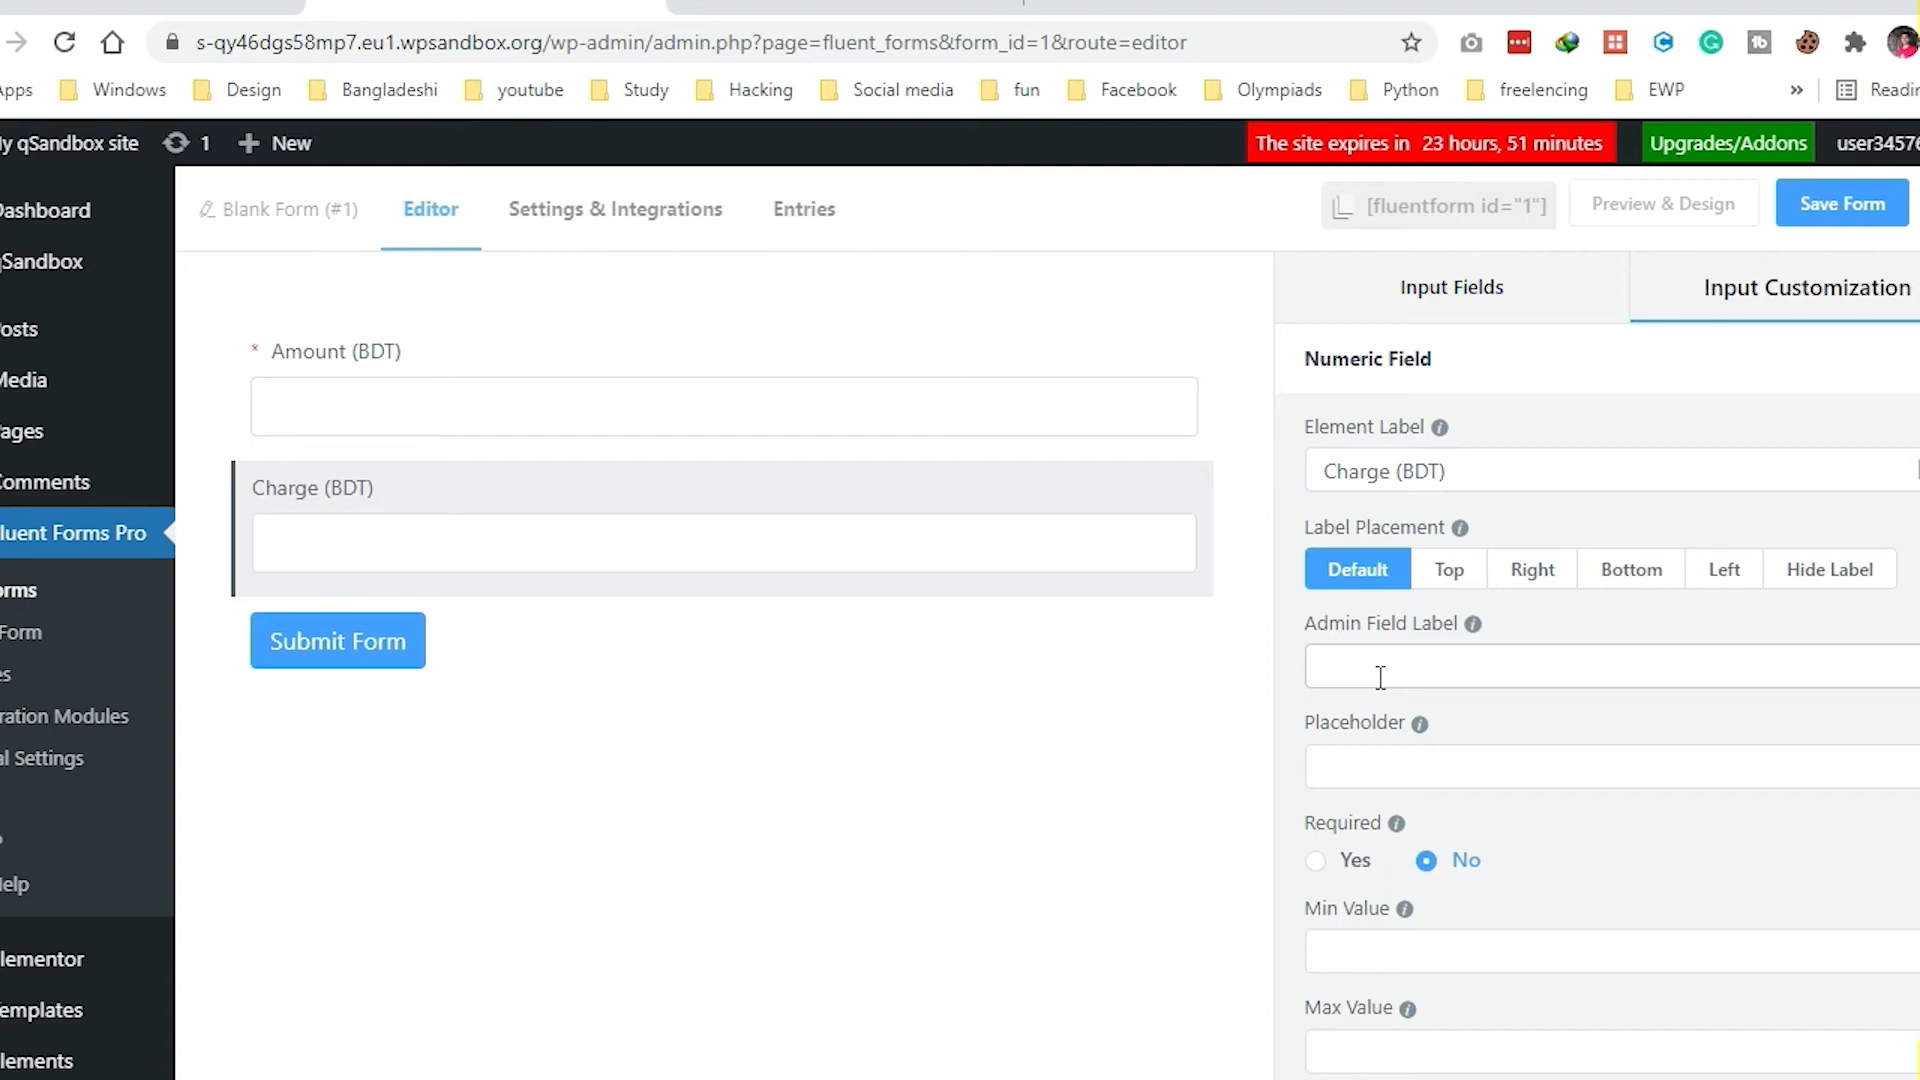 s-qy46dgs58mp7.eu1.wpsandbox.org/wp-admin/admin.php?page=fluent_forms&form_id=1&route=editor
pps Windows Design Bangladeshi youtube Study Hacking Social media fun Facebook Olympiads Python freelencing EWP » Readin
y qSandbox site 1 + New The site expires in 23 hours, 51 minutes Upgrades/Addons user3457
Dashboard
Blank Form (#1) Editor Settings & Integrations Entries [fluentform id="1"] Preview & Design Save Form
qSandbox
Input Fields Input Customization
osts
Numeric Field
Media
* Amount (BDT)
ages
Element Label
Charge (BDT)
Comments
Charge (BDT)
Label Placement
luent Forms Pro
Default Top Right Bottom Left Hide Label
orms
Admin Field Label
Form
Submit Form
es
ration Modules
Placeholder
al Settings
Required
Yes No
elp
Min Value
lementor
Max Value
emplates
lements